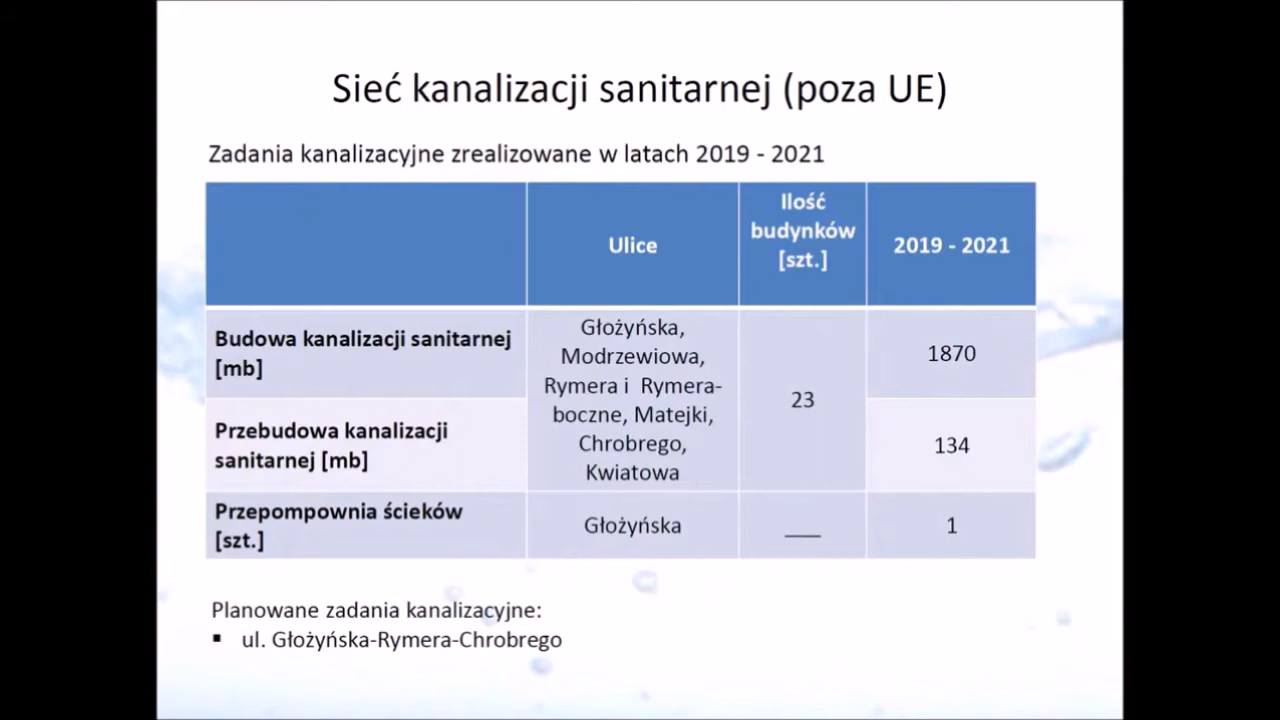 Sieć kanalizacji sanitarnej (poza UE)
Zadania kanalizacyjne zrealizowane w latach 2019 - 2021
Ulice
Ilość
budynków
[szt.]
2019 - 2021
Budowa kanalizacji sanitarnej
[mb]
Głożyńska,
Modrzewiowa,
Rymera i Rymera-
boczne, Matejki,
Chrobrego,
Kwiatowa
23
1870
Przebudowa kanalizacji
sanitarnej [mb]
134
Przepompownia ścieków
[szt.]
Głożyńska
___
1
Planowane zadania kanalizacyjne:
▪ ul. Głożyńska-Rymera-Chrobrego